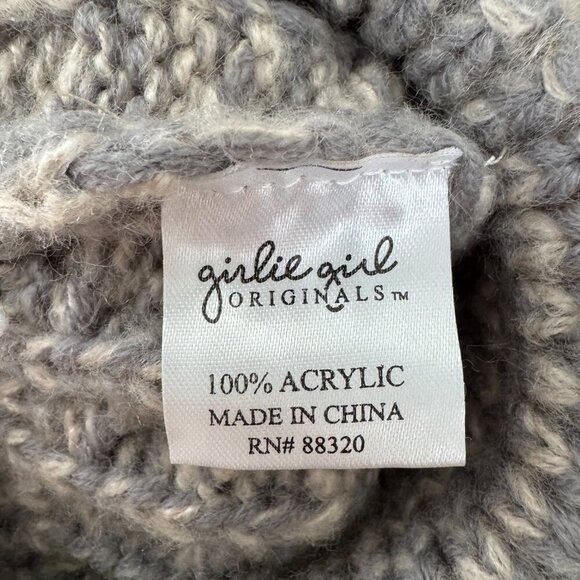 girlie girl
ORIGINALS™
100% ACRYLIC
MADE IN CHINA
RN# 88320